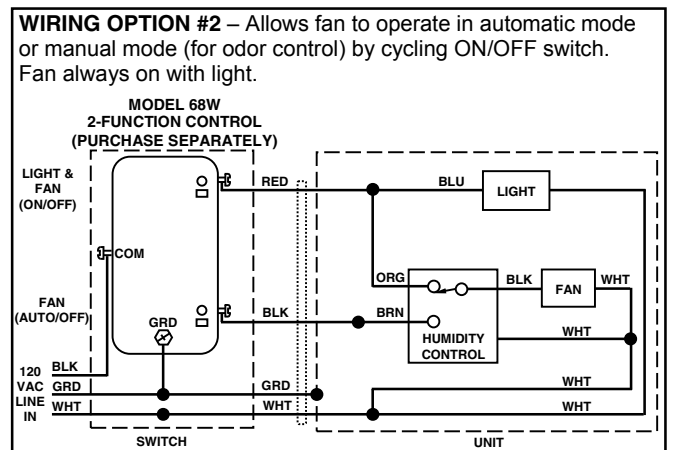 WIRING OPTION #2 – Allows fan to operate in automatic mode
or manual mode (for odor control) by cycling ON/OFF switch.
Fan always on with light.
MODEL 68W
2-FUNCTION CONTROL
(PURCHASE SEPARATELY)
LIGHT &
FAN
(ON/OFF)
RED
BLU
LIGHT
COM
ORG
BLK
FAN
WHT
FAN
(AUTO/OFF)
GRD
BLK
BRN
HUMIDITY
CONTROL
WHT
120
VAC
LINE
IN
BLK
GRD
WHT
GRD
WHT
WHT
WHT
SWITCH
UNIT